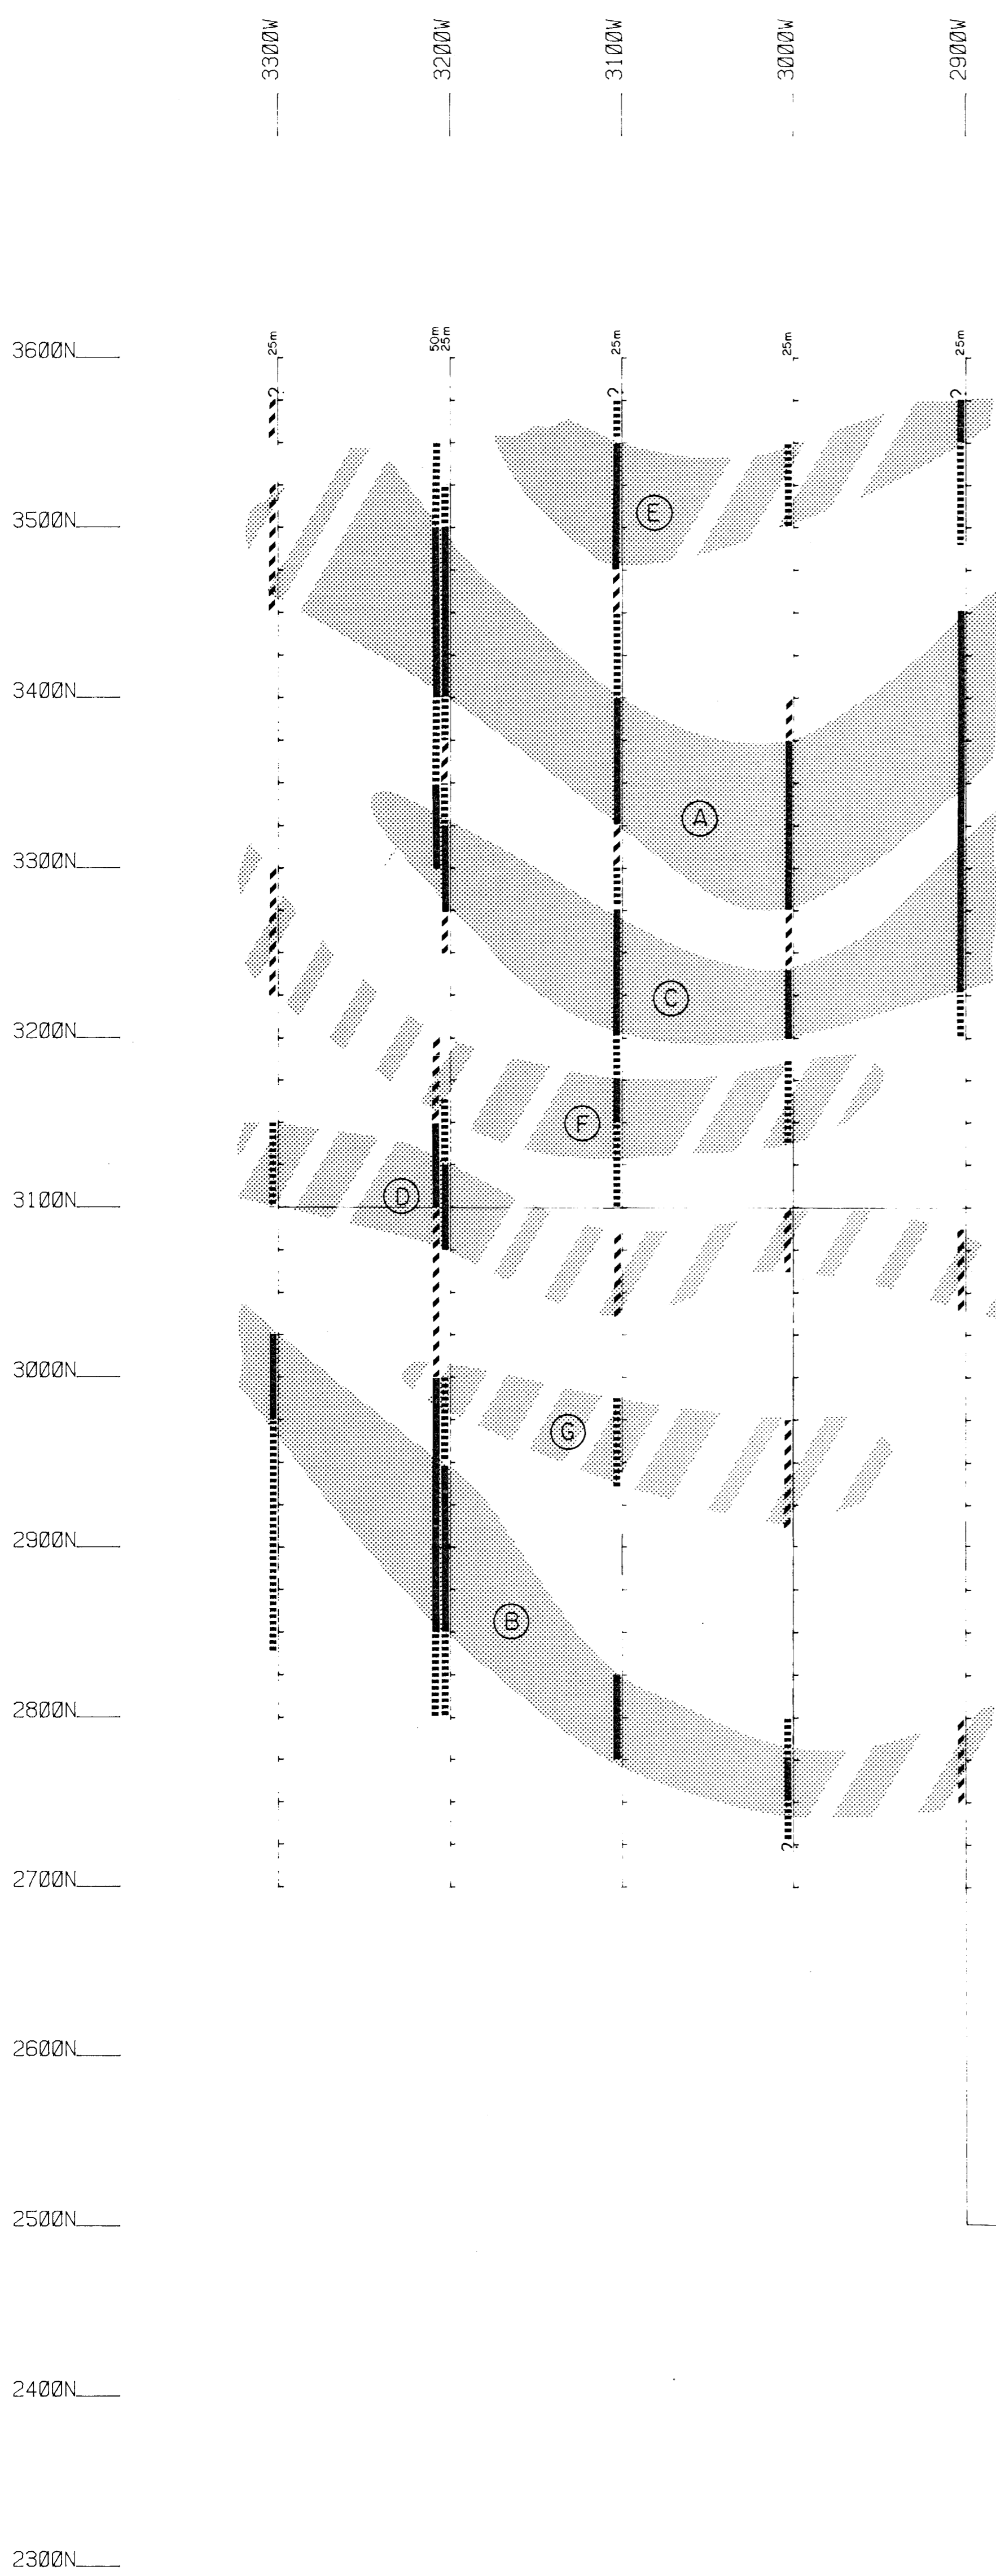 3300W
3200W
3100W
3000W
2900W
3600N
25m
50m
25m
25m
25m
25m
?
?
?
3500N
E
3400N
A
3300N
C
3200N
F
3100N
D
3000N
G
2900N
B
2800N
?
2700N
2600N
2500N
2400N
2300N